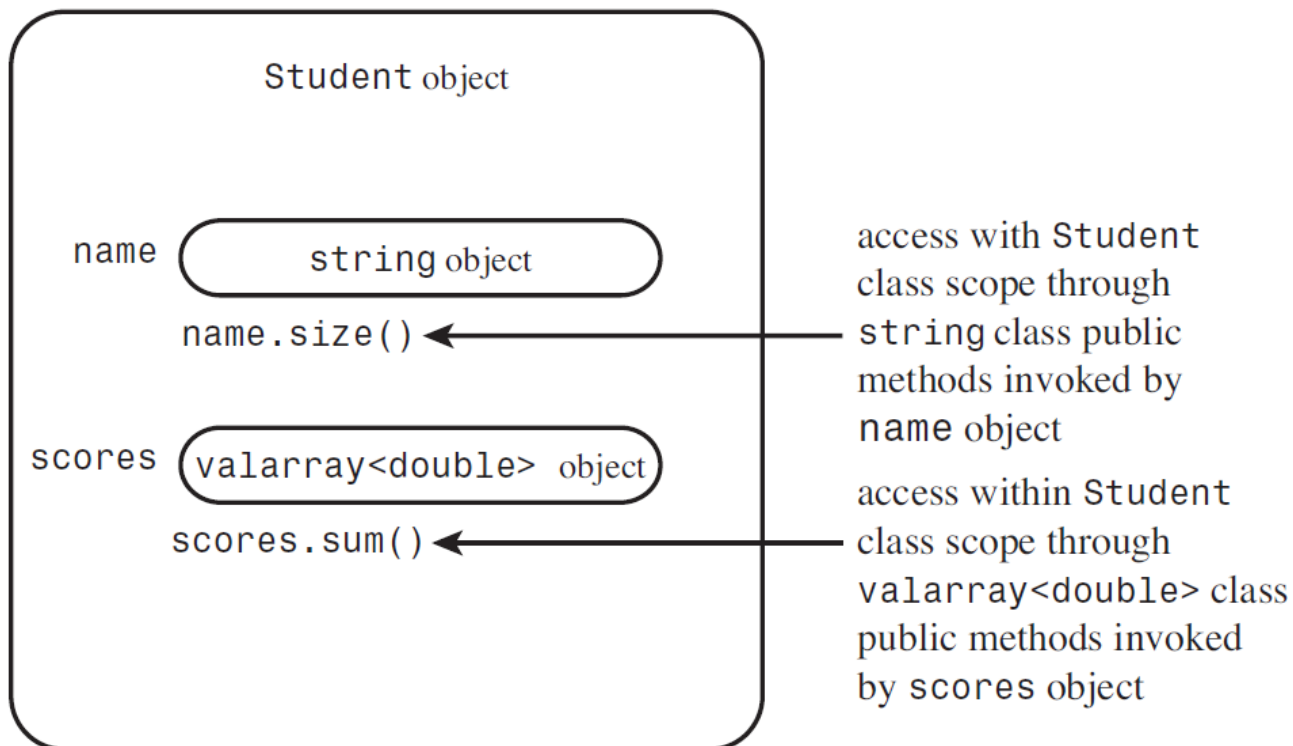 Student object
name
string object
name.size()
access with Student
class scope through
string class public
methods invoked by
name object
scores
valarray<double> object
scores.sum()
access within Student
class scope through
valarray<double> class
public methods invoked
by scores object